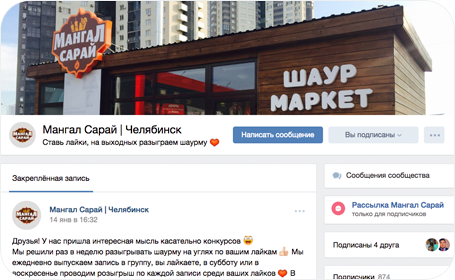 МАНГАЛ
САРАЙ
ШАУР
МАРКЕТ
Мангал Сарай | Челябинск
Ставь лайки, на выходных разыграем шаурму
Написать сообщение
Вы подписаны
Закреплённая запись
Мангал Сарай | Челябинск
14 янв в 16:32
Друзья! У нас пришла интересная мысль касательно конкурсов
Мы решили раз в неделю разыгрывать шаурму на углях по вашим лайкам Мы
ежедневно выпускаем запись в группу, вы лайкаете, в субботу или в
воскресенье проводим розыгрыш по каждой записи среди ваших лайков В
Сообщения сообщества
Рассылка Мангал Сарай
только для подписчиков
Подписаны 4 друга
Подписчики 874